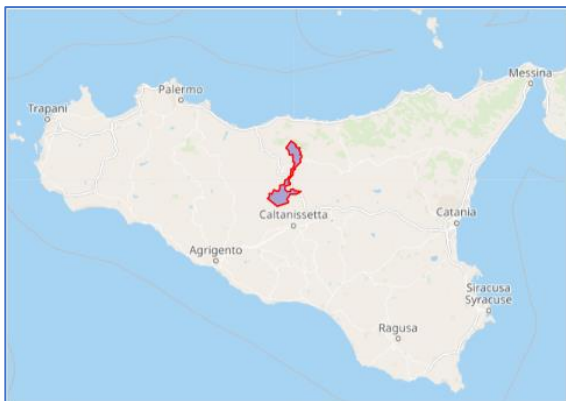 Messina
Palermo
Trapani
Caltanissetta
Catania
Agrigento
Siracusa
Syracuse
Ragusa